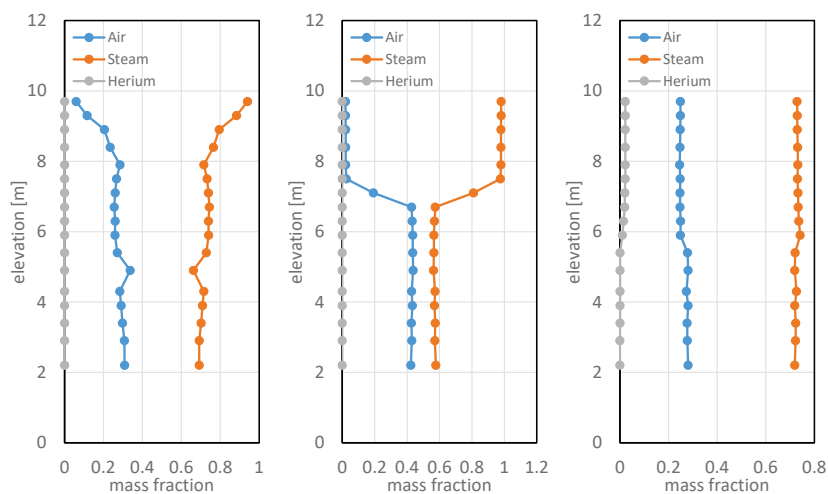 12
10
8
6
4
2
0
elevation [m]
Air
Steam
Herium
0 0.2 0.4 0.6 0.8 1
mass fraction
12
10
8
6
4
2
0
elevation [m]
Air
Steam
Herium
0 0.2 0.4 0.6 0.8 1 1.2
mass fraction
12
10
8
6
4
2
0
elevation [m]
Air
Steam
Herium
0 0.2 0.4 0.6 0.8
mass fraction